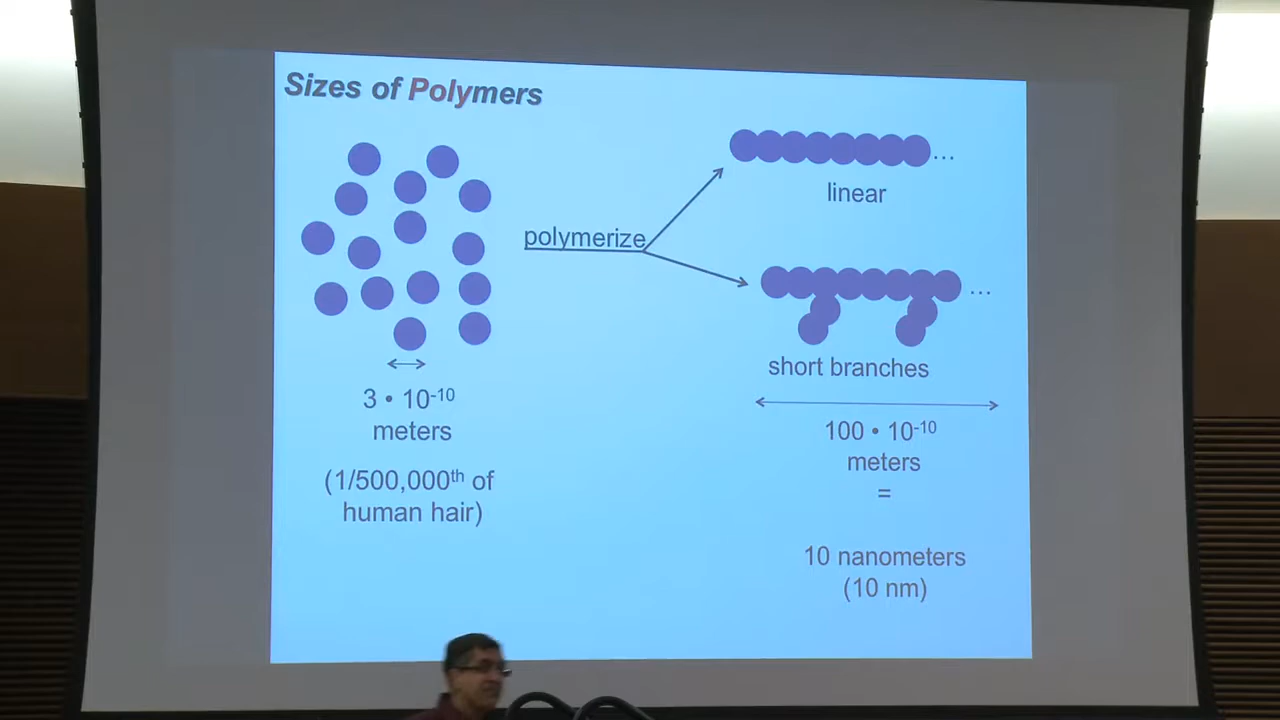 Sizes of Polymers
polymerize
…
linear
…
short branches
3 • 10-10
meters
(1/500,000th of
human hair)
100 • 10-10
meters
=
10 nanometers
(10 nm)